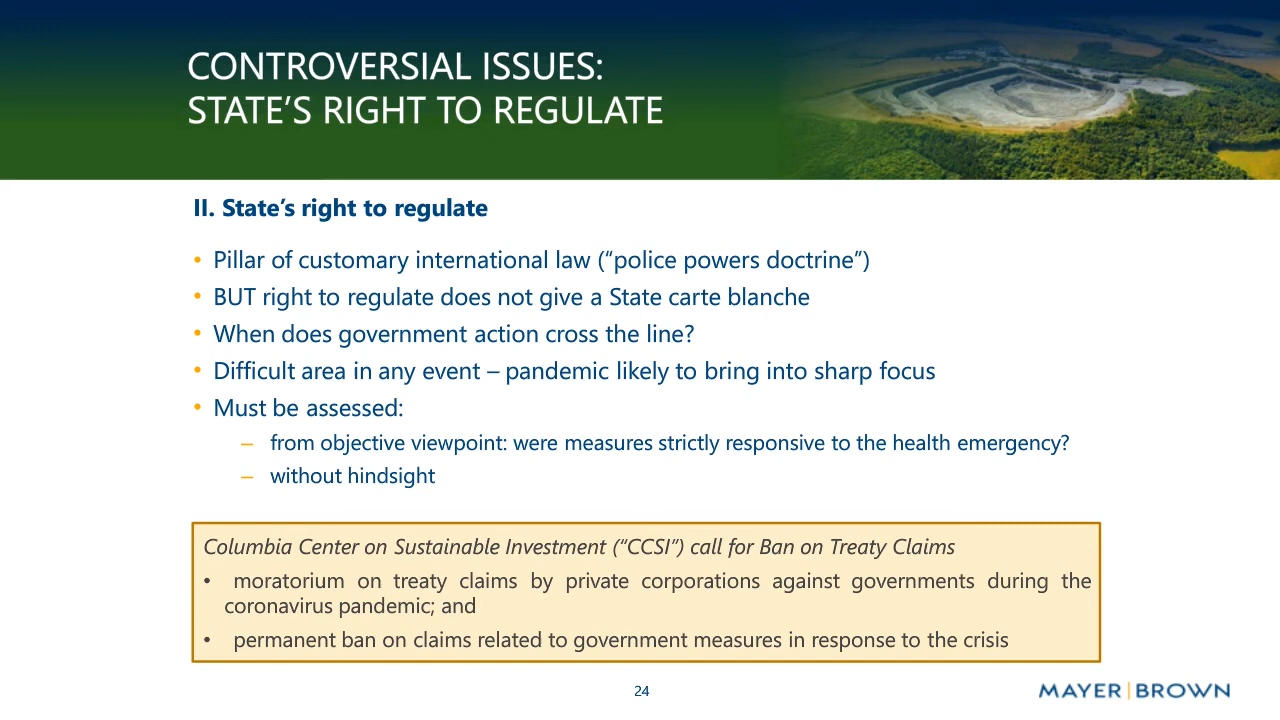 CONTROVERSIAL ISSUES:
STATE'S RIGHT TO REGULATE
II. State's right to regulate
• Pillar of customary international law (“police powers doctrine”)
• BUT right to regulate does not give a State carte blanche
• When does government action cross the line?
• Difficult area in any event – pandemic likely to bring into sharp focus
• Must be assessed:
– from objective viewpoint: were measures strictly responsive to the health emergency?
– without hindsight
Columbia Center on Sustainable Investment (“CCSI”) call for Ban on Treaty Claims
• moratorium on treaty claims by private corporations against governments during the
coronavirus pandemic; and
• permanent ban on claims related to government measures in response to the crisis
24
MAYER | BROWN